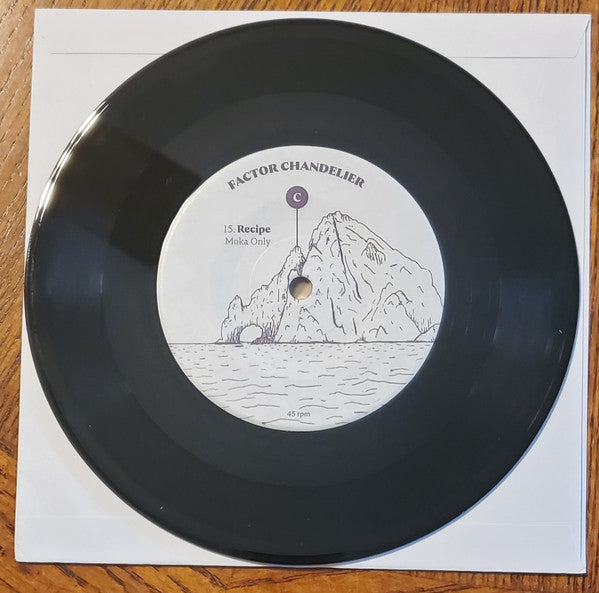 FACTOR CHANDELIER
C
15. Recipe
Moka Only
45 rpm